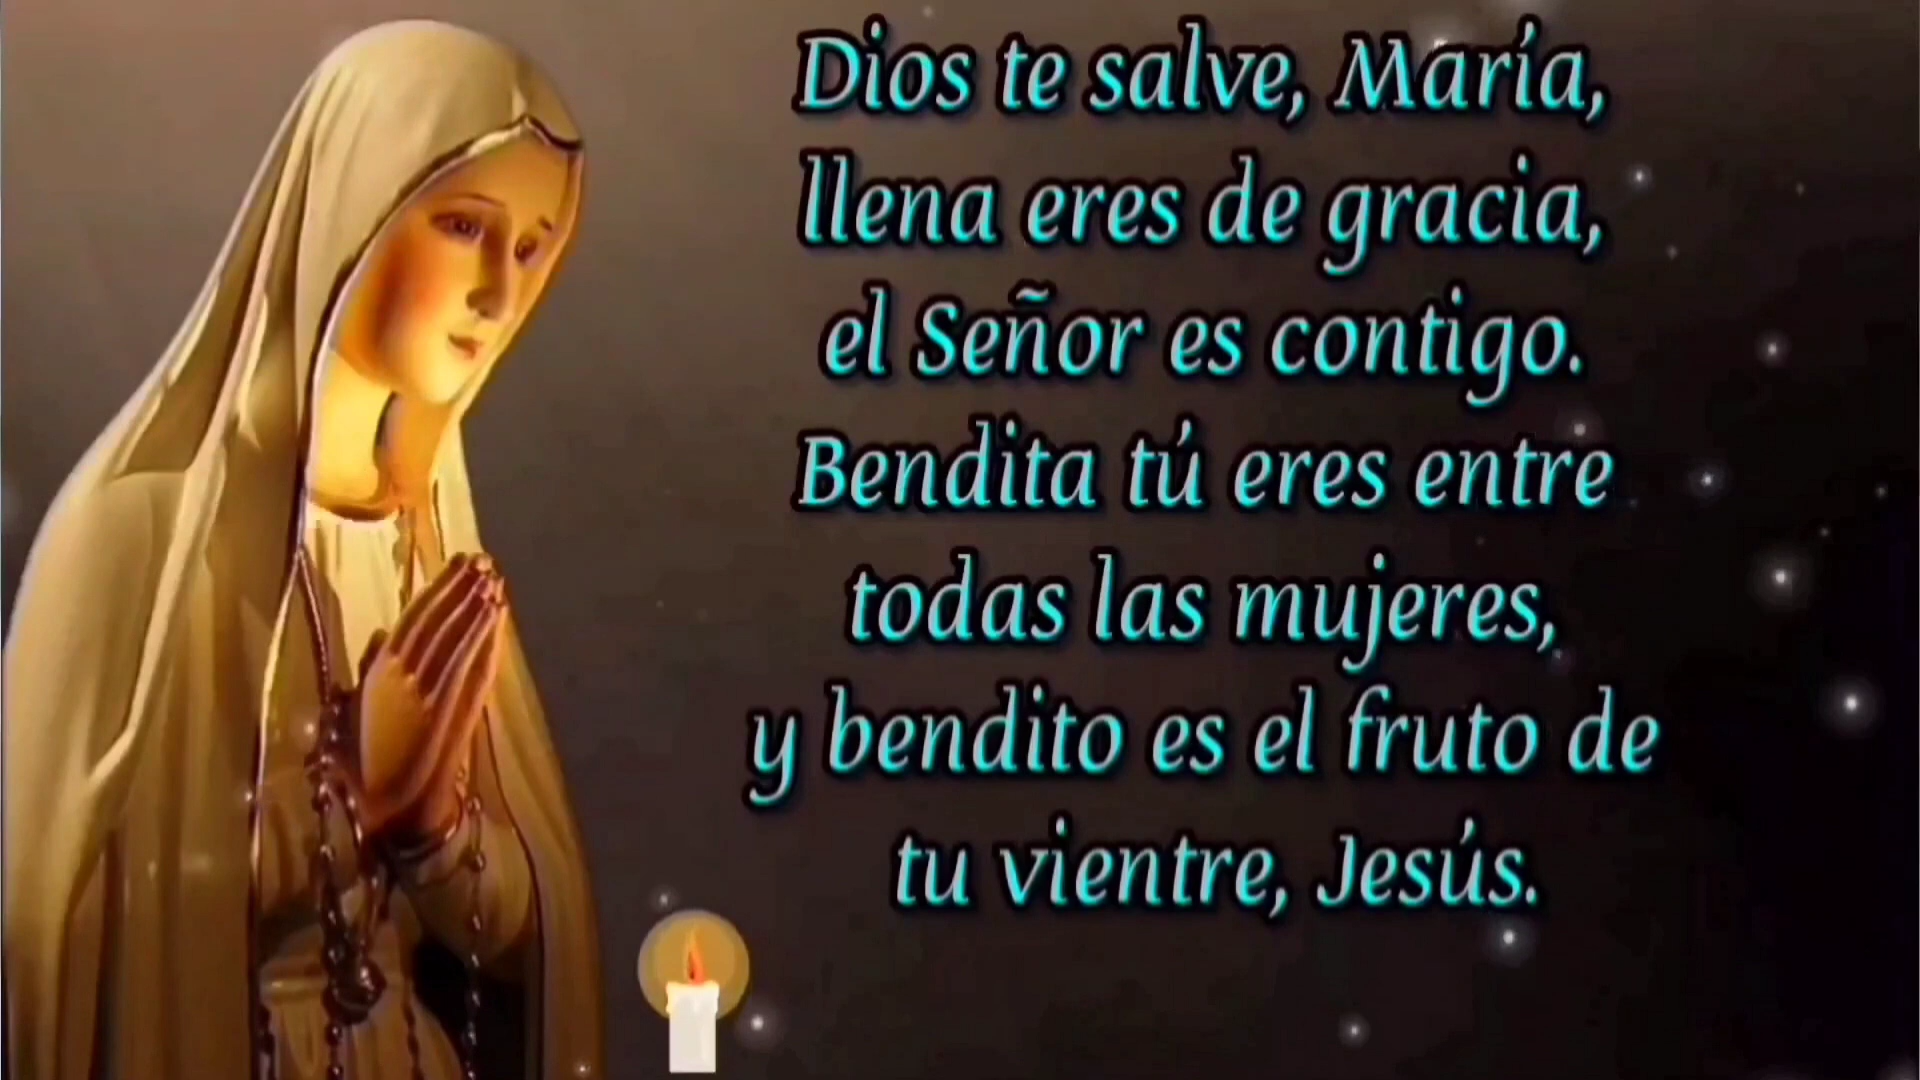 Dios te salve, María,
llena eres de gracia,
el Señor es contigo.
Bendita tú eres entre
todas las mujeres,
y bendito es el fruto de
tu vientre, Jesús.